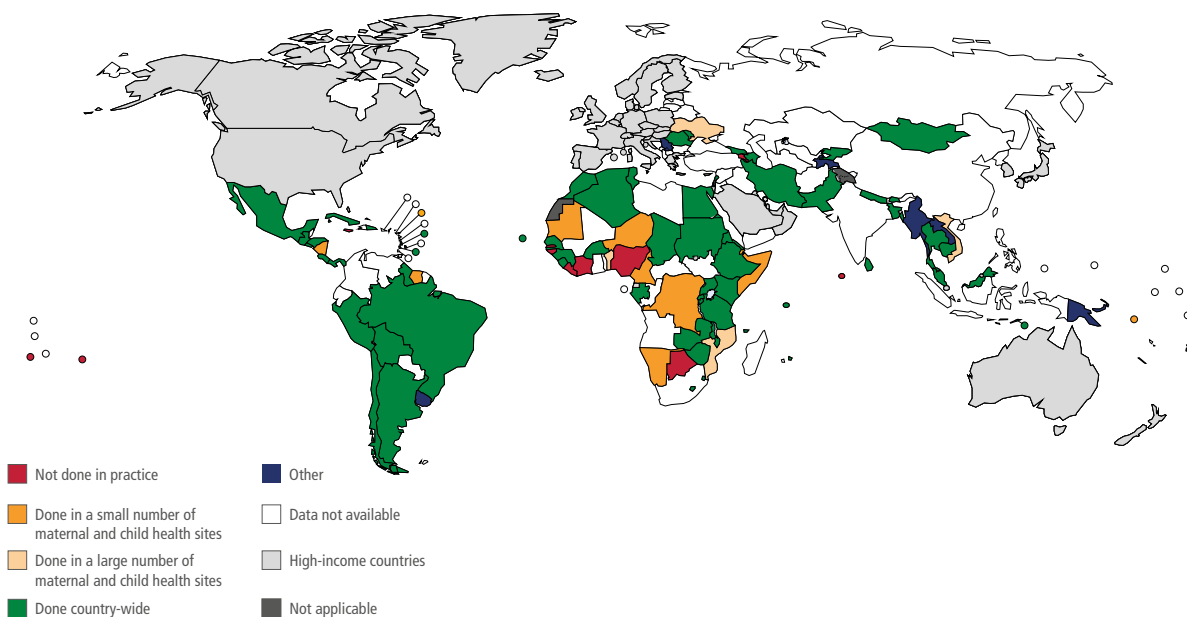 Not done in practice
Done in a small number of
maternal and child health sites
Done in a large number of
maternal and child health sites
Done country-wide
Other
Data not available
High-income countries
Not applicable